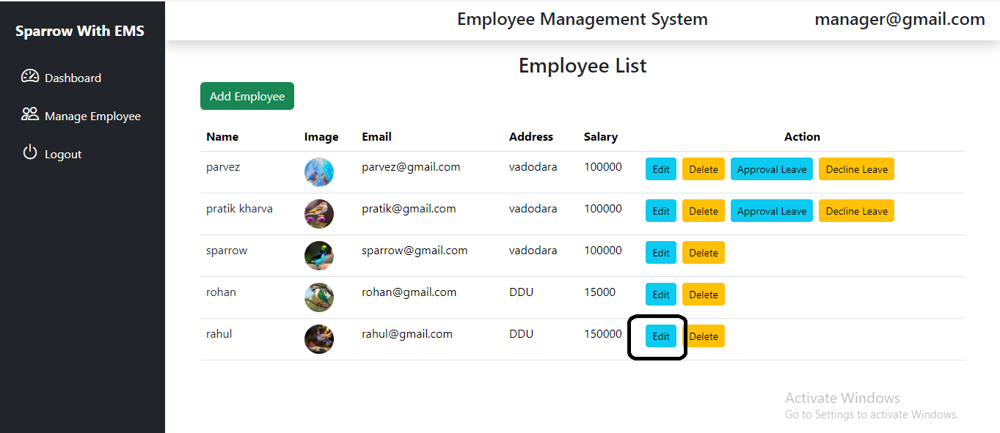 Sparrow With EMS
Dashboard
Manage Employee
Logout
Employee Management System manager@gmail.com
Employee List
Add Employee
Name Image Email Address Salary Action
parvez parvez@gmail.com vadodara 100000 Edit Delete Approval Leave Decline Leave
pratik kharva pratik@gmail.com vadodara 100000 Edit Delete Approval Leave Decline Leave
sparrow sparrow@gmail.com vadodara 100000 Edit Delete
rohan rohan@gmail.com DDU 15000 Edit Delete
rahul rahul@gmail.com DDU 150000 Edit Delete
Activate Windows
Go to Settings to activate Windows.